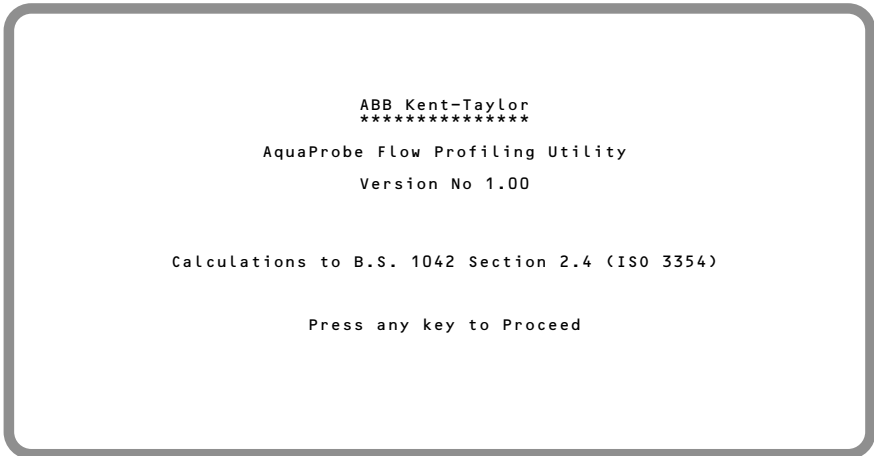 ABB Kent-Taylor
***************
AquaProbe Flow Profiling Utility
Version No 1.00
Calculations to B.S. 1042 Section 2.4 (ISO 3354)
Press any key to Proceed